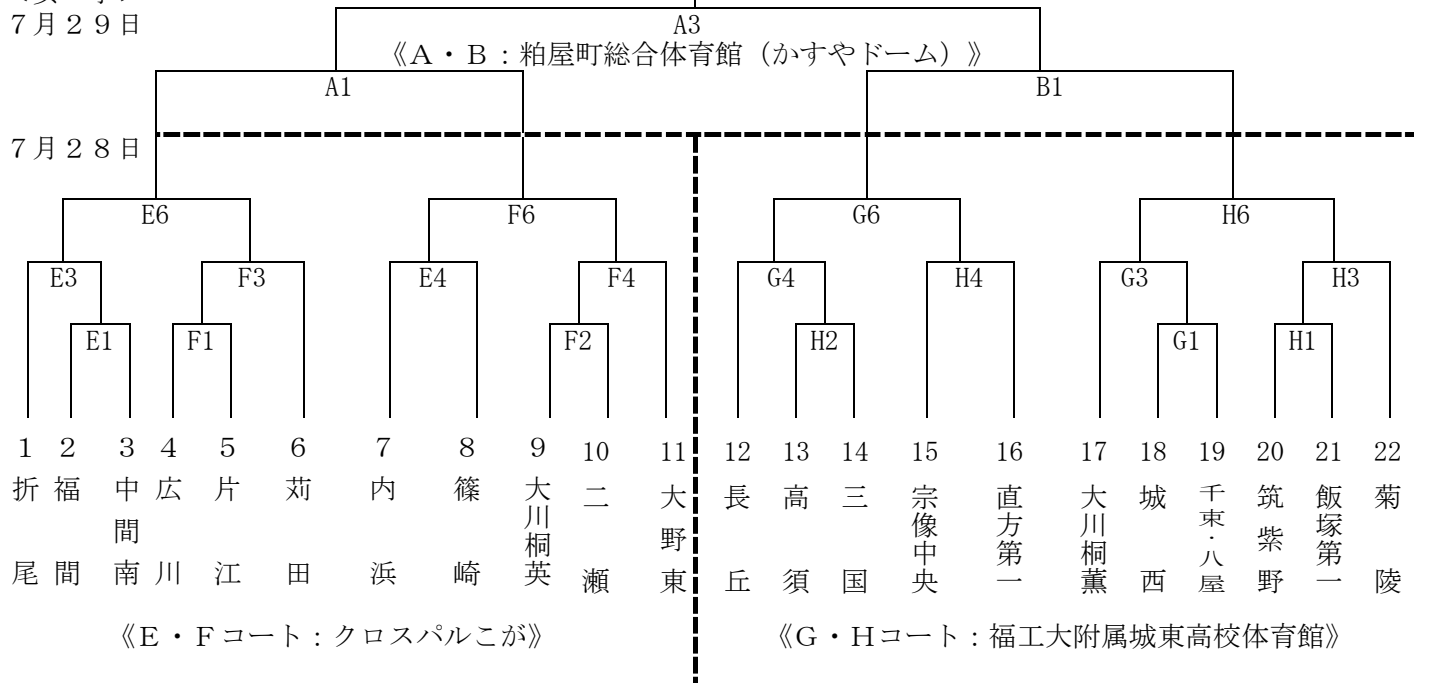 ７月２９日
A3
《Ａ・Ｂ：粕屋町総合体育館（かすやドーム）》
A1 B1
７月２８日
E6 F6 G6 H6
E3 F3 E4 F4 G4 H4 G3 H3
E1 F1 F2 H2 G1 H1
1 2 3 4 5 6 7 8 9 10 11 12 13 14 15 16 17 18 19 20 21 22
折尾 福間 中間南 広川 片江 苅田 内浜 篠崎 大川桐英 二瀬 大野東 長丘 高須 三国 宗像中央 直方第一 大川桐薫 城西 千束・八屋 筑紫野 飯塚第一 菊陵
《Ｅ・Ｆコート：クロスパルこが》 《Ｇ・Ｈコート：福工大附属城東高校体育館》